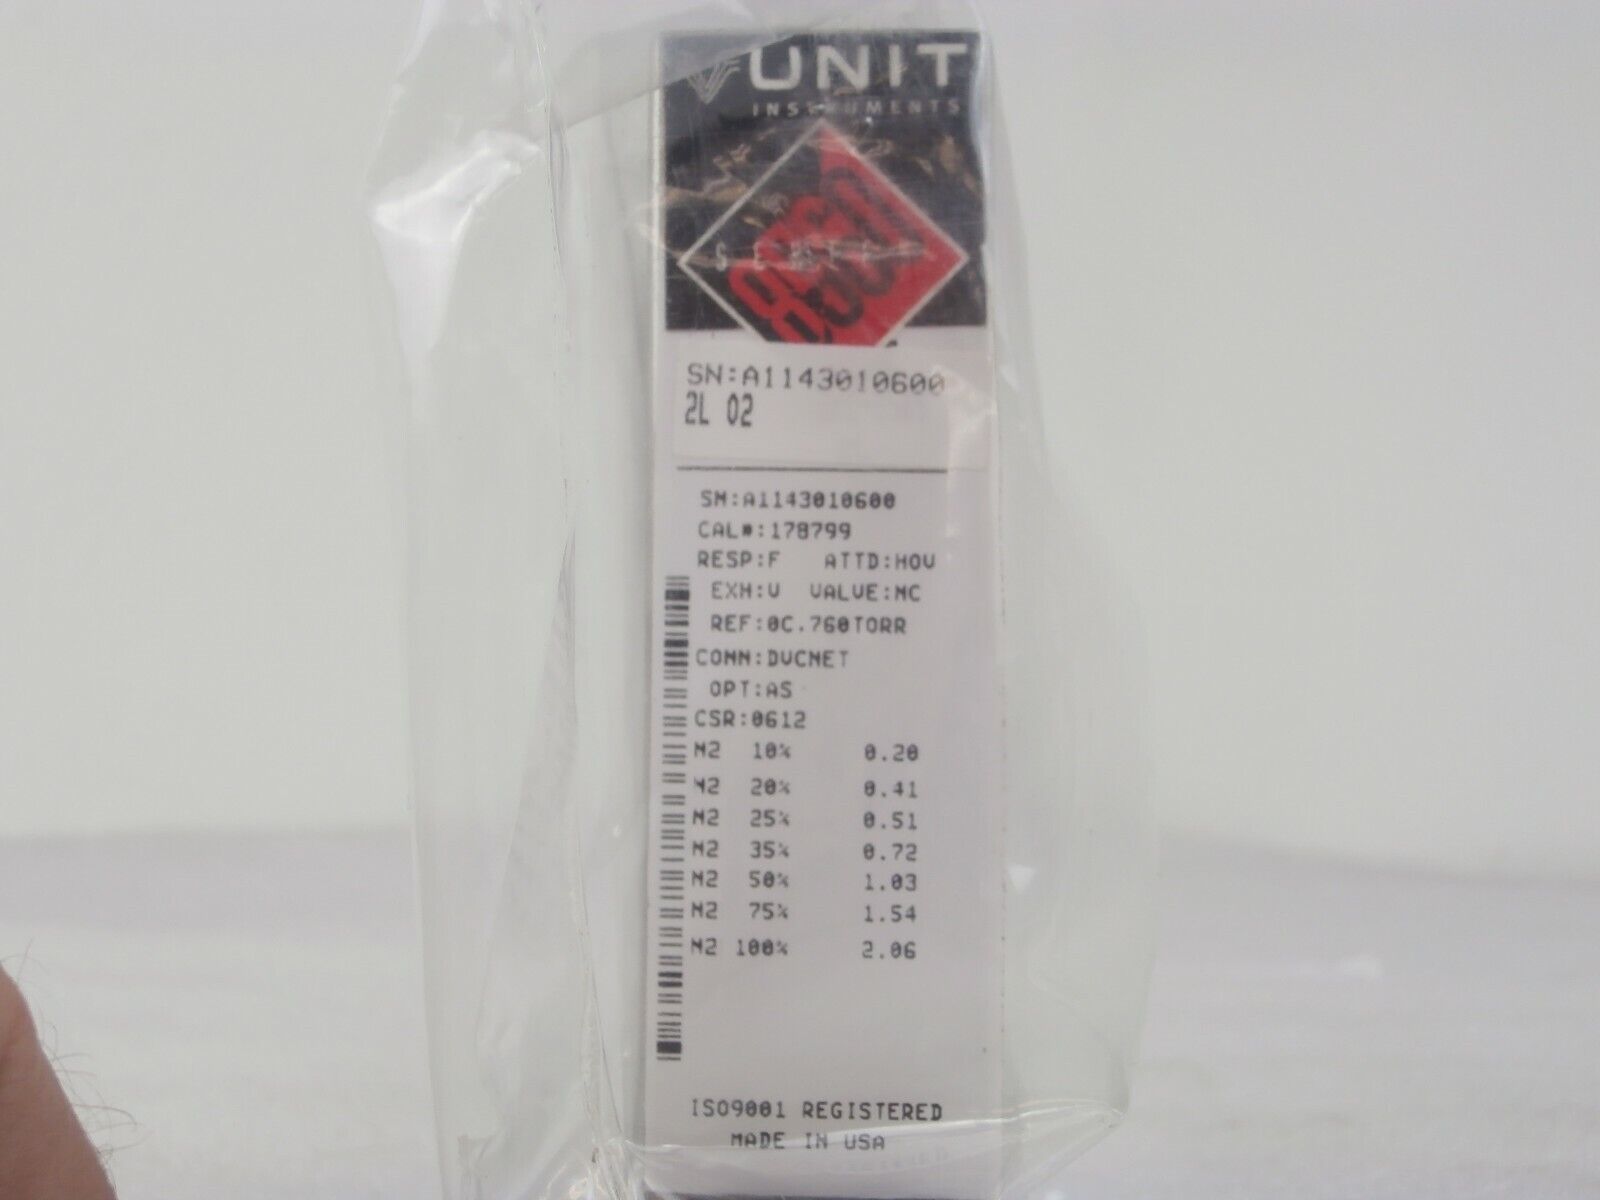 UNIT
INSTRUMENTS
SN:A1143010600
2L O2
SN:A1143010600
CAL#:178799
RESP:F ATTD:HOV
EXH:V VALVE:NC
REF:0C.760TORR
CONN:DVCNET
OPT:AS
CSR:0612
N2 10% 0.20
N2 20% 0.41
N2 25% 0.51
N2 35% 0.72
N2 50% 1.03
N2 75% 1.54
N2 100% 2.06
ISO9001 REGISTERED
MADE IN USA